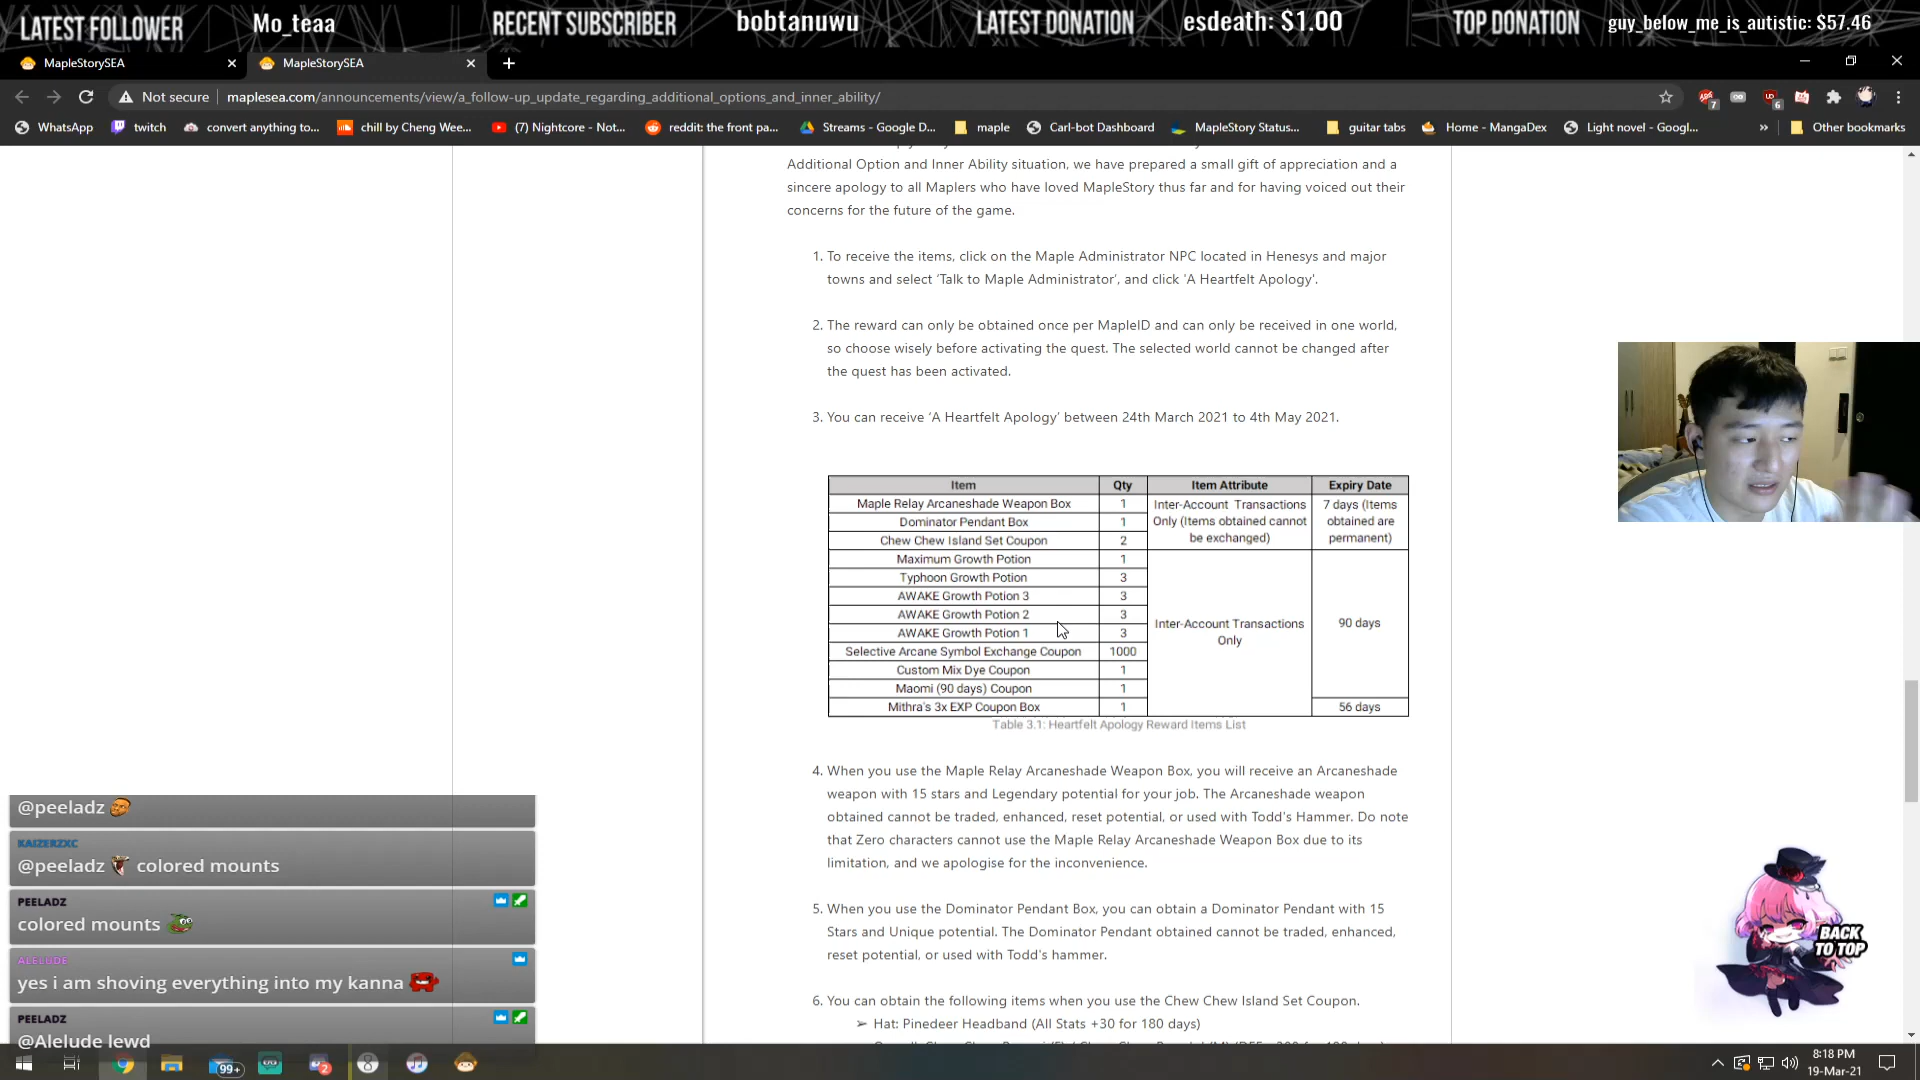 LATEST FOLLOWER Mo_teaa RECENT SUBSCRIBER bobtanuwu LATEST DONATION esdeath: $1.00 TOP DONATION guy_below_me_is_autistic: $57.46
MapleStorySEA MapleStorySEA
Not secure maplesea.com/announcements/view/a_follow-up_update_regarding_additional_options_and_inner_ability/
7 6
WhatsApp twitch convert anything to... chill by Cheng Wee... (7) Nightcore - Not... reddit: the front pa... Streams - Google D... maple Carl-bot Dashboard MapleStory Status... guitar tabs Home - MangaDex Light novel - Googl... » Other bookmarks
Additional Option and Inner Ability situation, we have prepared a small gift of appreciation and a
sincere apology to all Maplers who have loved MapleStory thus far and for having voiced out their
concerns for the future of the game.
1. To receive the items, click on the Maple Administrator NPC located in Henesys and major
towns and select ‘Talk to Maple Administrator’, and click ‘A Heartfelt Apology’.
2. The reward can only be obtained once per MapleID and can only be received in one world,
so choose wisely before activating the quest. The selected world cannot be changed after
the quest has been activated.
3. You can receive ‘A Heartfelt Apology’ between 24th March 2021 to 4th May 2021.
Item Qty Item Attribute Expiry Date
Maple Relay Arcaneshade Weapon Box 1
Dominator Pendant Box 1
Chew Chew Island Set Coupon 2
Inter-Account Transactions
Only (Items obtained cannot
be exchanged)
7 days (Items
obtained are
permanent)
Maximum Growth Potion 1
Typhoon Growth Potion 3
AWAKE Growth Potion 3 3
AWAKE Growth Potion 2 3
AWAKE Growth Potion 1 3
Selective Arcane Symbol Exchange Coupon 1000
Custom Mix Dye Coupon 1
Maomi (90 days) Coupon 1
Mithra's 3x EXP Coupon Box 1
Inter-Account Transactions
Only
90 days
56 days
Table 3.1: Heartfelt Apology Reward Items List
4. When you use the Maple Relay Arcaneshade Weapon Box, you will receive an Arcaneshade
weapon with 15 stars and Legendary potential for your job. The Arcaneshade weapon
obtained cannot be traded, enhanced, reset potential, or used with Todd's Hammer. Do note
that Zero characters cannot use the Maple Relay Arcaneshade Weapon Box due to its
limitation, and we apologise for the inconvenience.
5. When you use the Dominator Pendant Box, you can obtain a Dominator Pendant with 15
Stars and Unique potential. The Dominator Pendant obtained cannot be traded, enhanced,
reset potential, or used with Todd's hammer.
6. You can obtain the following items when you use the Chew Chew Island Set Coupon.
➢ Hat: Pinedeer Headband (All Stats +30 for 180 days)
@peeladz
KAIZERZXC
@peeladz colored mounts
PEELADZ
colored mounts
ALELUDE
yes i am shoving everything into my kanna
PEELADZ
@Alelude lewd
BACK
TO TOP
99+ 2
8:18 PM
19-Mar-21